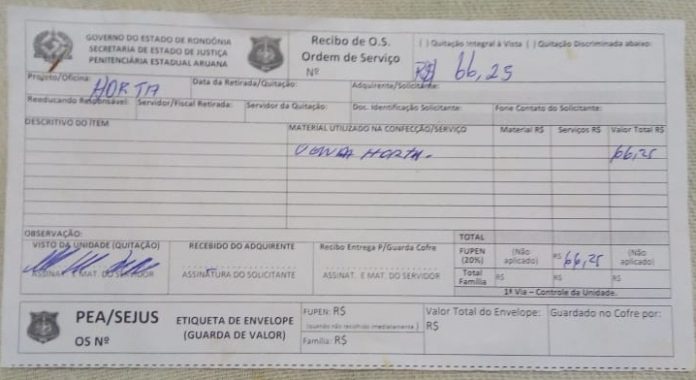 GOVERNO DO ESTADO DE RONDÔNIA
SECRETARIA DE ESTADO DE JUSTIÇA
PENITENCIÁRIA ESTADUAL ARUANA
Recibo de O.S.
Ordem de Serviço
Nº
( ) Quitação Integral à Vista ( ) Quitação Discriminada abaixo:
R$ 66,25
Projeto/Oficina: HORTA
Data da Retirada/Quitação:
Adquirente/Solicitante:
Reeducando Responsável:
Servidor/Fiscal Retirada:
Servidor da Quitação:
Doc. Identificação Solicitante:
Fone Contato do Solicitante:
DESCRITIVO DO ÍTEM
MATERIAL UTILIZADO NA CONFECÇÃO/SERVIÇO
Material R$
Serviços R$
Valor Total R$
VENDA HORTA. 66,25
OBSERVAÇÃO:
VISTO DA UNIDADE (QUITAÇÃO)
ASSINAT. E MAT. DO SERVIDOR
RECEBIDO DO ADQUIRENTE
ASSINATURA DO SOLICITANTE
Recibo Entrega P/Guarda Cofre
ASSINAT. E MAT. DO SERVIDOR
TOTAL
FUPEN (20%)
(Não aplicado)
R$ 66,25
(Não aplicado)
Total Família
R$
R$
R$
1ª Via – Controle da Unidade.
PEA/SEJUS
OS Nº
ETIQUETA DE ENVELOPE
(GUARDA DE VALOR)
FUPEN: R$
(quando não recolhido imediatamente)
Família: R$
Valor Total do Envelope:
R$
Guardado no Cofre por: